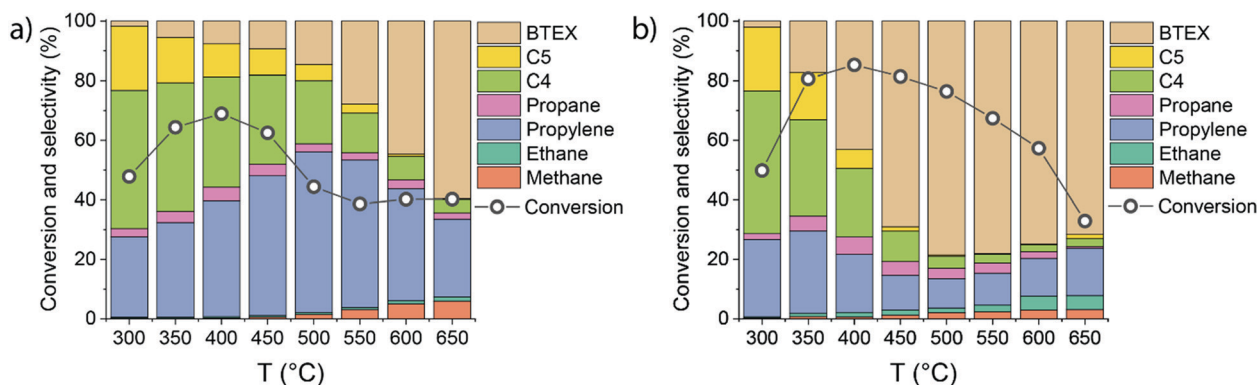 a)
Conversion and selectivity (%)
100
80
60
40
20
0
300 350 400 450 500 550 600 650
T (°C)
BTEX
C5
C4
Propane
Propylene
Ethane
Methane
Conversion
b)
Conversion and selectivity (%)
100
80
60
40
20
0
300 350 400 450 500 550 600 650
T (°C)
BTEX
C5
C4
Propane
Propylene
Ethane
Methane
Conversion